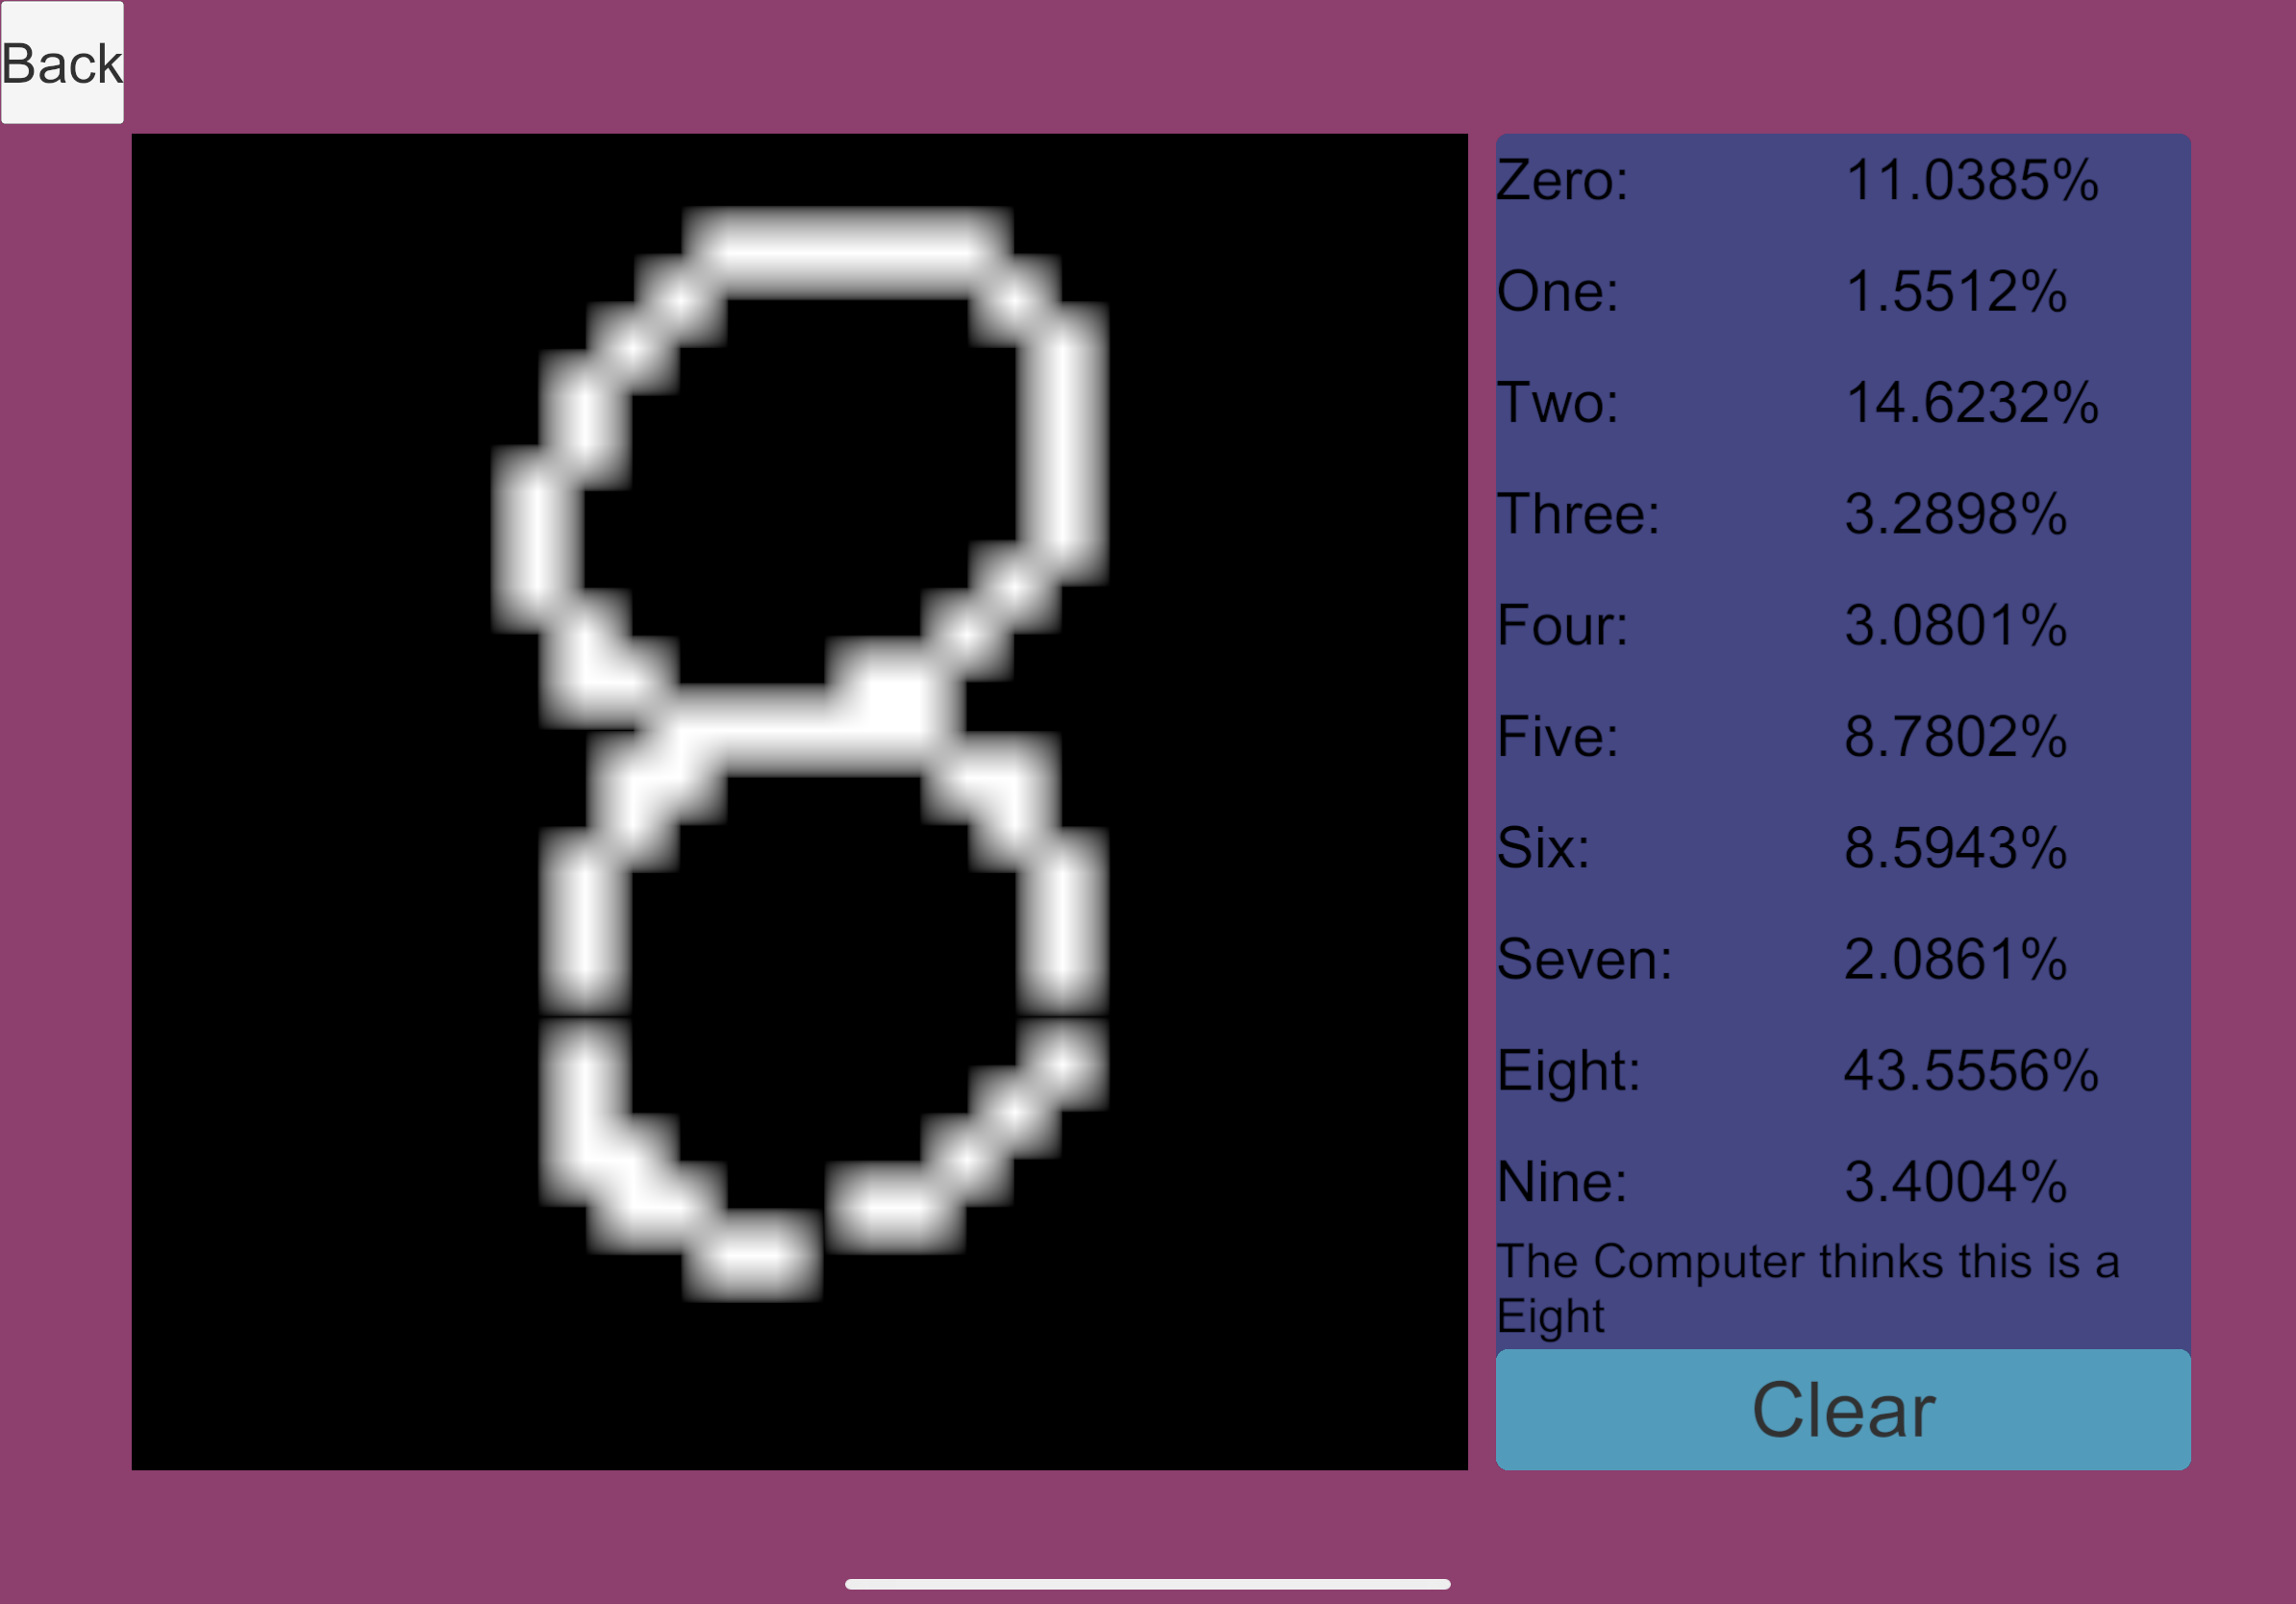 Back
8
Zero: 11.0385%
One: 1.5512%
Two: 14.6232%
Three: 3.2898%
Four: 3.0801%
Five: 8.7802%
Six: 8.5943%
Seven: 2.0861%
Eight: 43.5556%
Nine: 3.4004%
The Computer thinks this is a
Eight
Clear